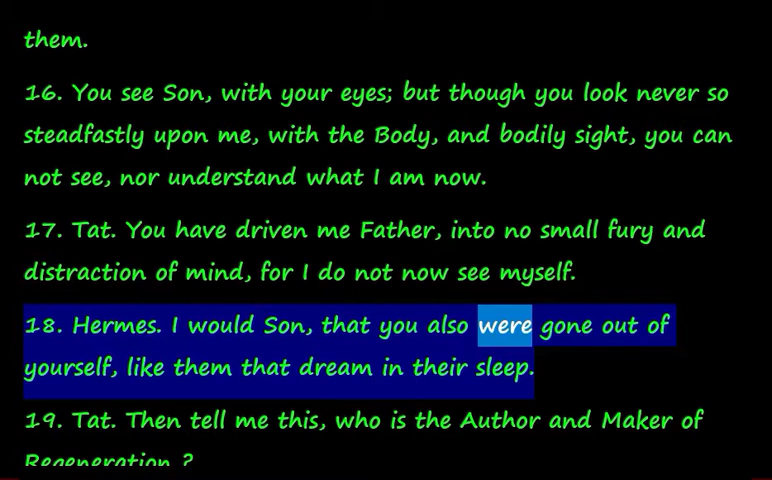 them.
16. You see Son, with your eyes; but though you look never so
steadfastly upon me, with the Body, and bodily sight, you can
not see, nor understand what I am now.
17. Tat. You have driven me Father, into no small fury and
distraction of mind, for I do not now see myself.
18. Hermes. I would Son, that you also were gone out of
yourself, like them that dream in their sleep.
19. Tat. Then tell me this, who is the Author and Maker of
Regeneration ?